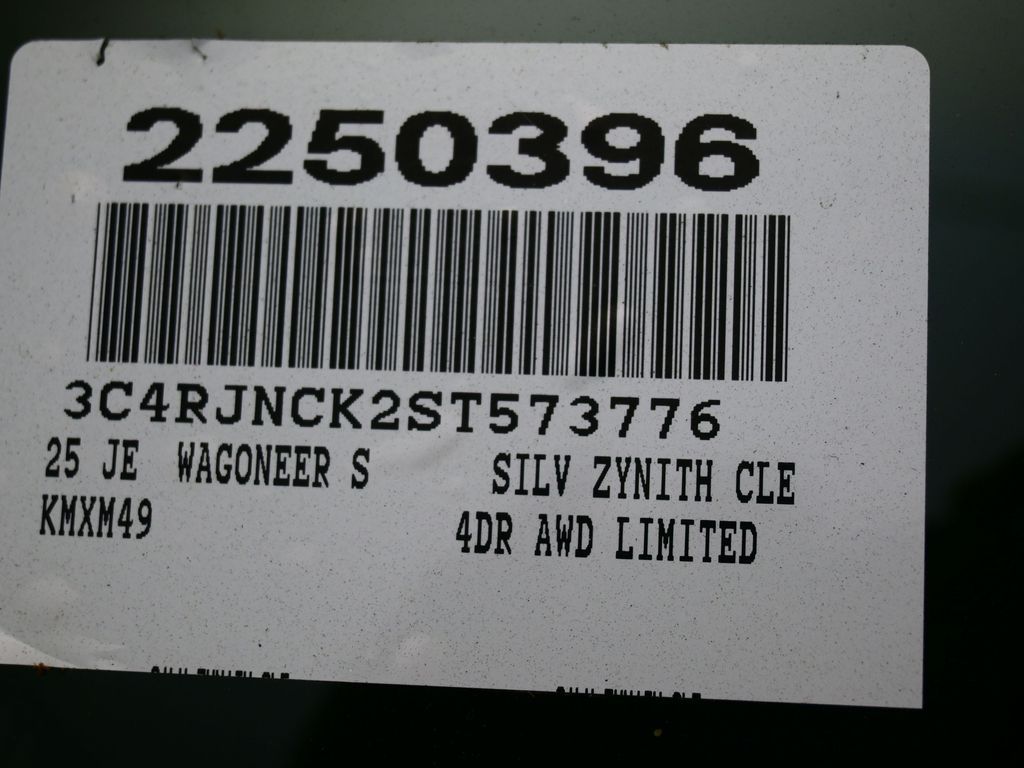 2250396
3C4RJNCK2ST573776
25 JE WAGONEER S SILV ZYNITH CLE
KMXM49 4DR AWD LIMITED